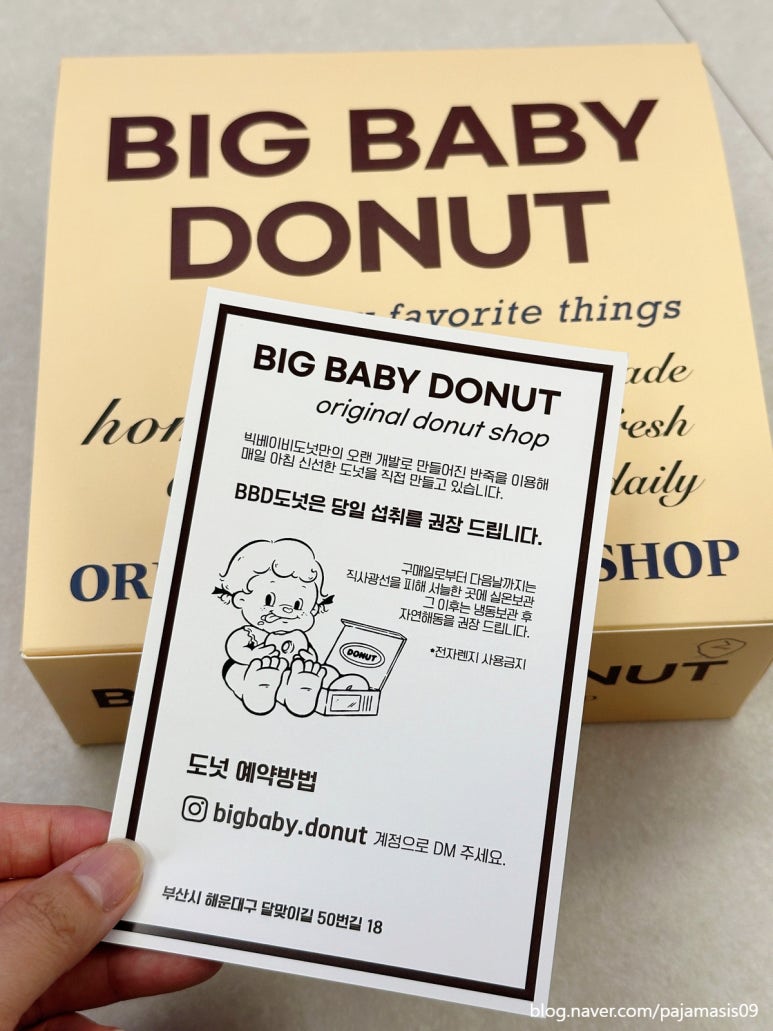 BIG BABY
DONUT
favorite things
BIG BABY DONUT
original donut shop
빅베이비도넛만의 오랜 개발로 만들어진 반죽을 이용해
매일 아침 신선한 도넛을 직접 만들고 있습니다.
BBD도넛은 당일 섭취를 권장 드립니다.
구매일로부터 다음날까지는
직사광선을 피해 서늘한 곳에 실온보관
그 이후는 냉동보관 후
자연해동을 권장 드립니다.
*전자렌지 사용금지
DONUT
도넛 예약방법
bigbaby.donut 계정으로 DM 주세요.
부산시 해운대구 달맞이길 50번길 18
daily
SHOP
blog.naver.com/pajamasis09